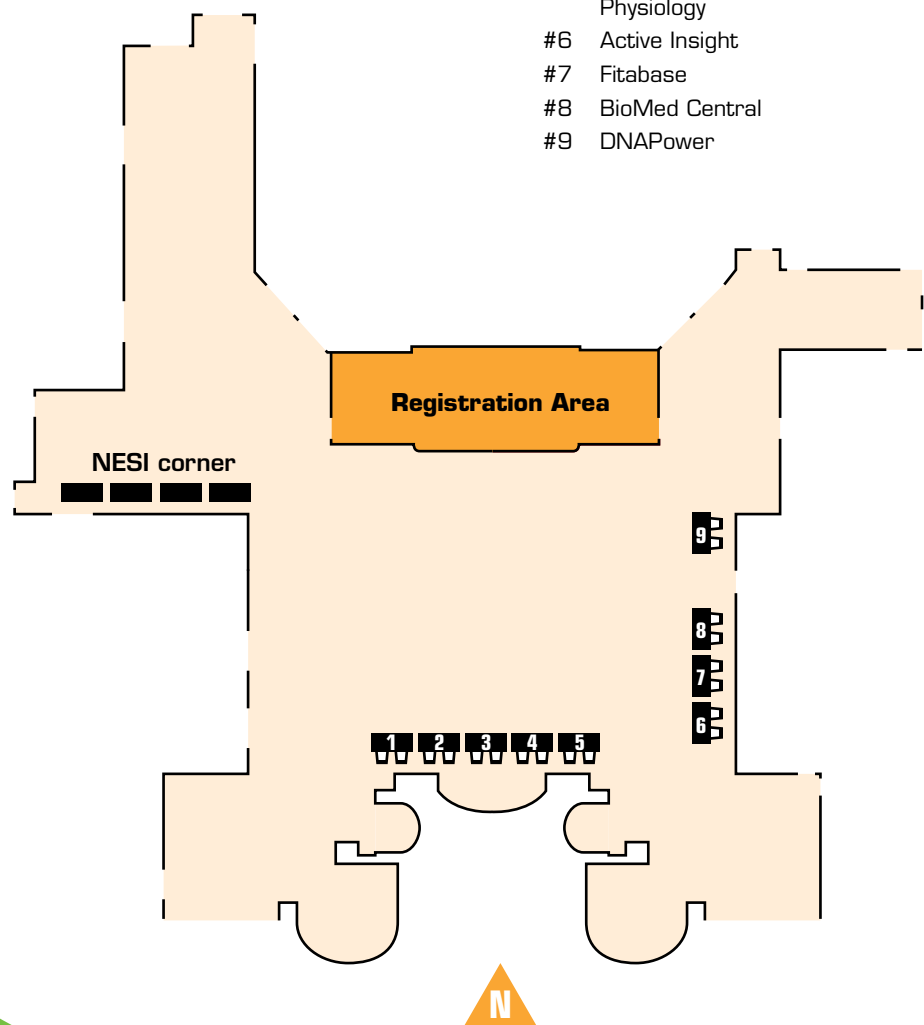 Physiology
#6 Active Insight
#7 Fitabase
#8 BioMed Central
#9 DNAPower
Registration Area
NESI corner
9
8
7
6
1 2 3 4 5
N